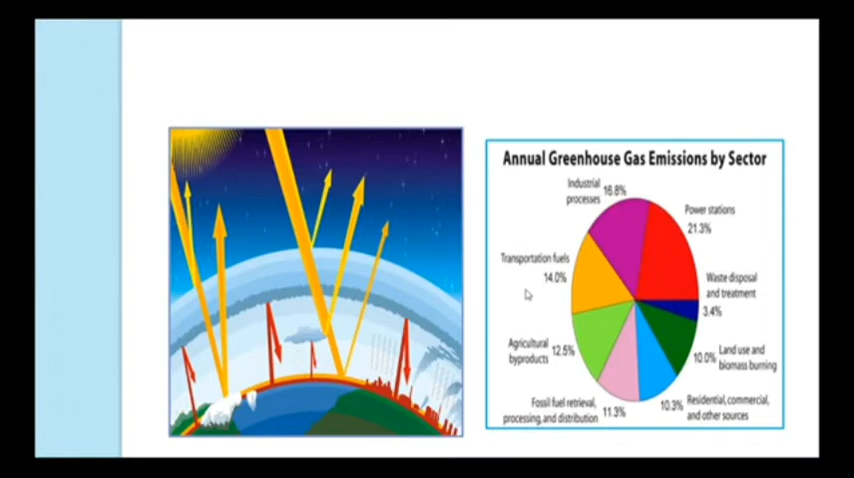 Annual Greenhouse Gas Emissions by Sector
Industrial
processes
16.8%
Power stations
21.3%
Transportation fuels
14.0%
Waste disposal
and treatment
3.4%
Agricultural
byproducts
12.5%
10.0%
Land use and
biomass burning
Fossil fuel retrieval,
processing, and distribution
11.3%
10.3%
Residential, commercial,
and other sources